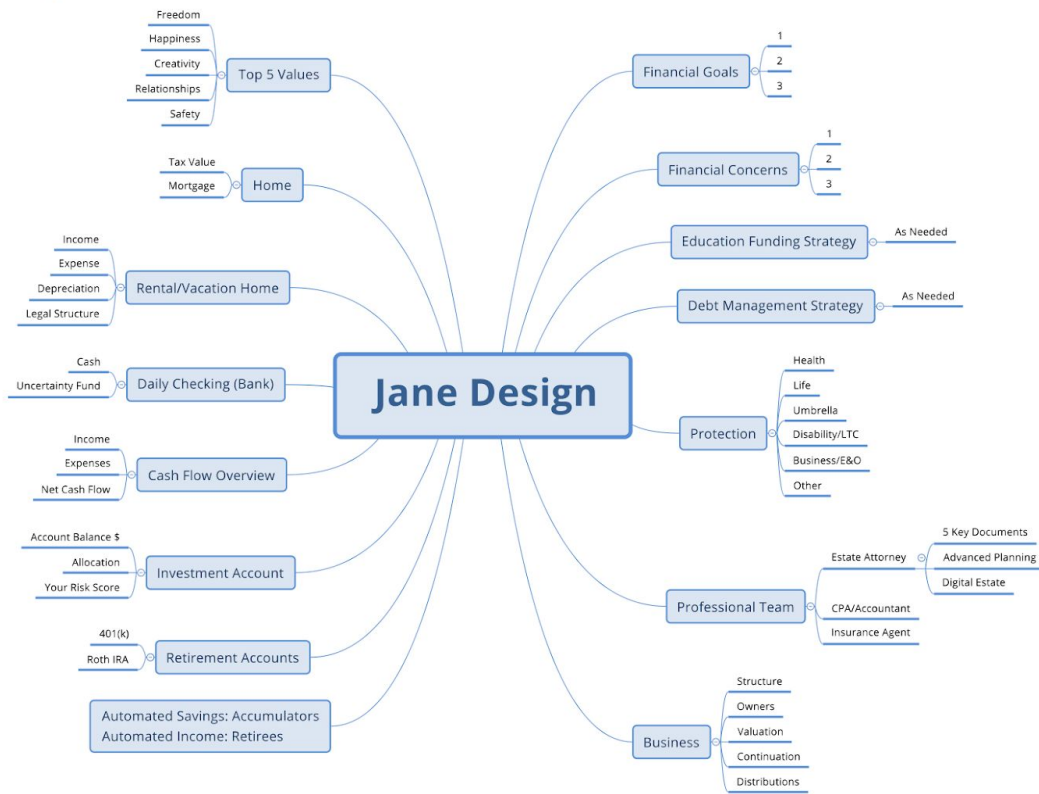 Jane Design
Freedom
Happiness
Creativity
Relationships
Safety
Top 5 Values
Tax Value
Mortgage
Home
Income
Expense
Depreciation
Legal Structure
Rental/Vacation Home
Cash
Uncertainty Fund
Daily Checking (Bank)
Income
Expenses
Net Cash Flow
Cash Flow Overview
Account Balance $
Allocation
Your Risk Score
Investment Account
401(k)
Roth IRA
Retirement Accounts
Automated Savings: Accumulators
Automated Income: Retirees
Financial Goals
1
2
3
Financial Concerns
1
2
3
Education Funding Strategy
As Needed
Debt Management Strategy
As Needed
Protection
Health
Life
Umbrella
Disability/LTC
Business/E&O
Other
Professional Team
Estate Attorney
5 Key Documents
Advanced Planning
Digital Estate
CPA/Accountant
Insurance Agent
Business
Structure
Owners
Valuation
Continuation
Distributions